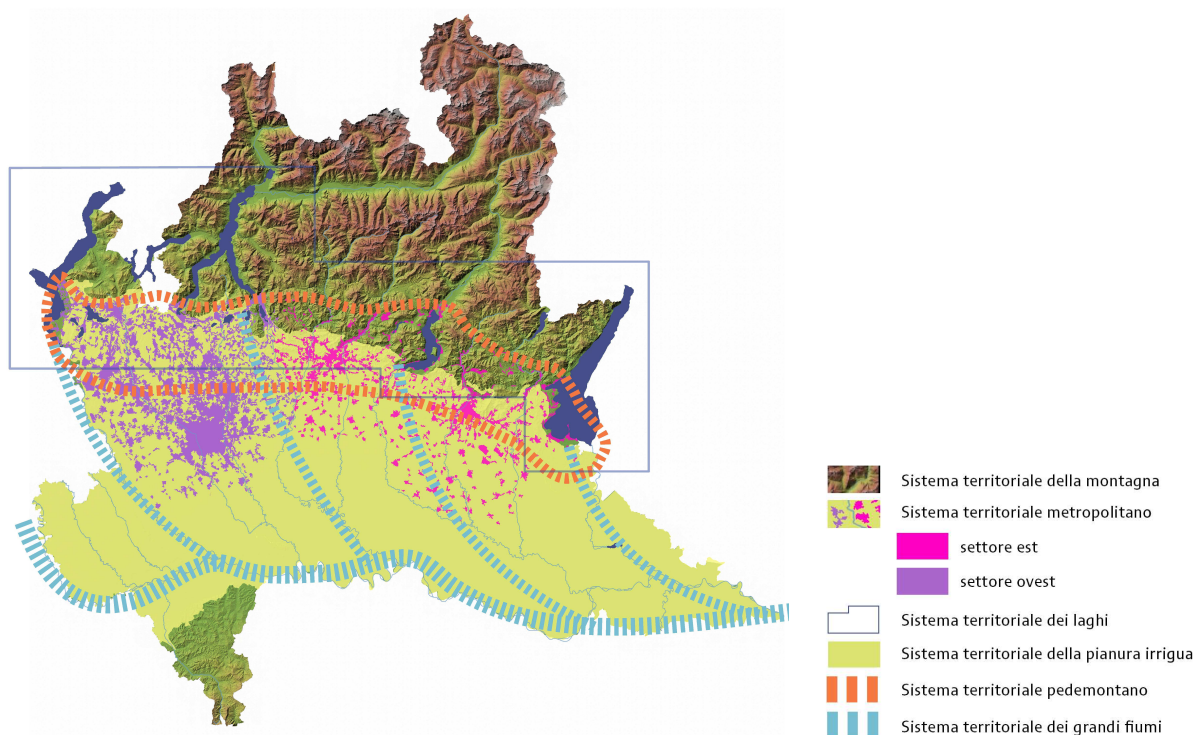 Sistema territoriale della montagna
Sistema territoriale metropolitano
settore est
settore ovest
Sistema territoriale dei laghi
Sistema territoriale della pianura irrigua
Sistema territoriale pedemontano
Sistema territoriale dei grandi fiumi